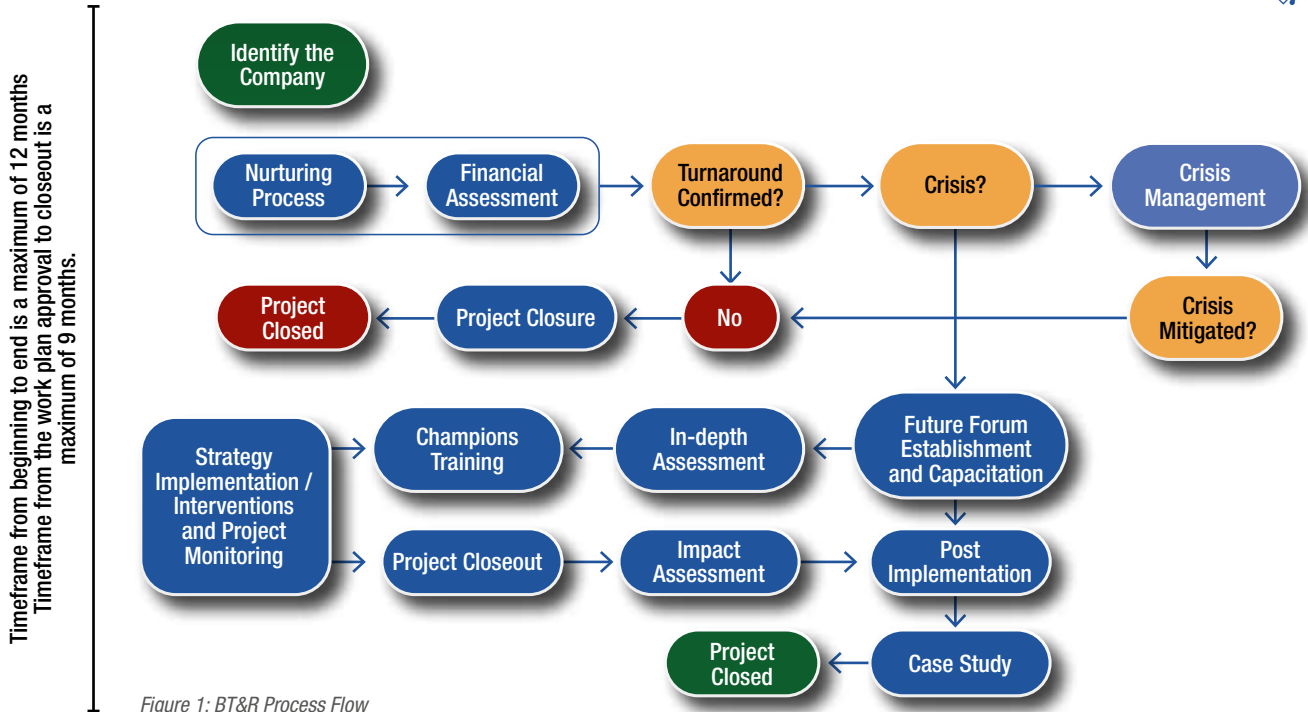 Timeframe from beginning to end is a maximum of 12 months
Timeframe from the work plan approval to closeout is a
maximum of 9 months.
Identify the
Company
Nurturing
Process
Financial
Assessment
Turnaround
Confirmed?
Crisis?
Crisis
Management
Project
Closed
Project Closure
No
Crisis
Mitigated?
Strategy
Implementation /
Interventions
and Project
Monitoring
Champions
Training
In-depth
Assessment
Future Forum
Establishment
and Capacitation
Project Closeout
Impact
Assessment
Post
Implementation
Project
Closed
Case Study
Figure 1: BT&R Process Flow